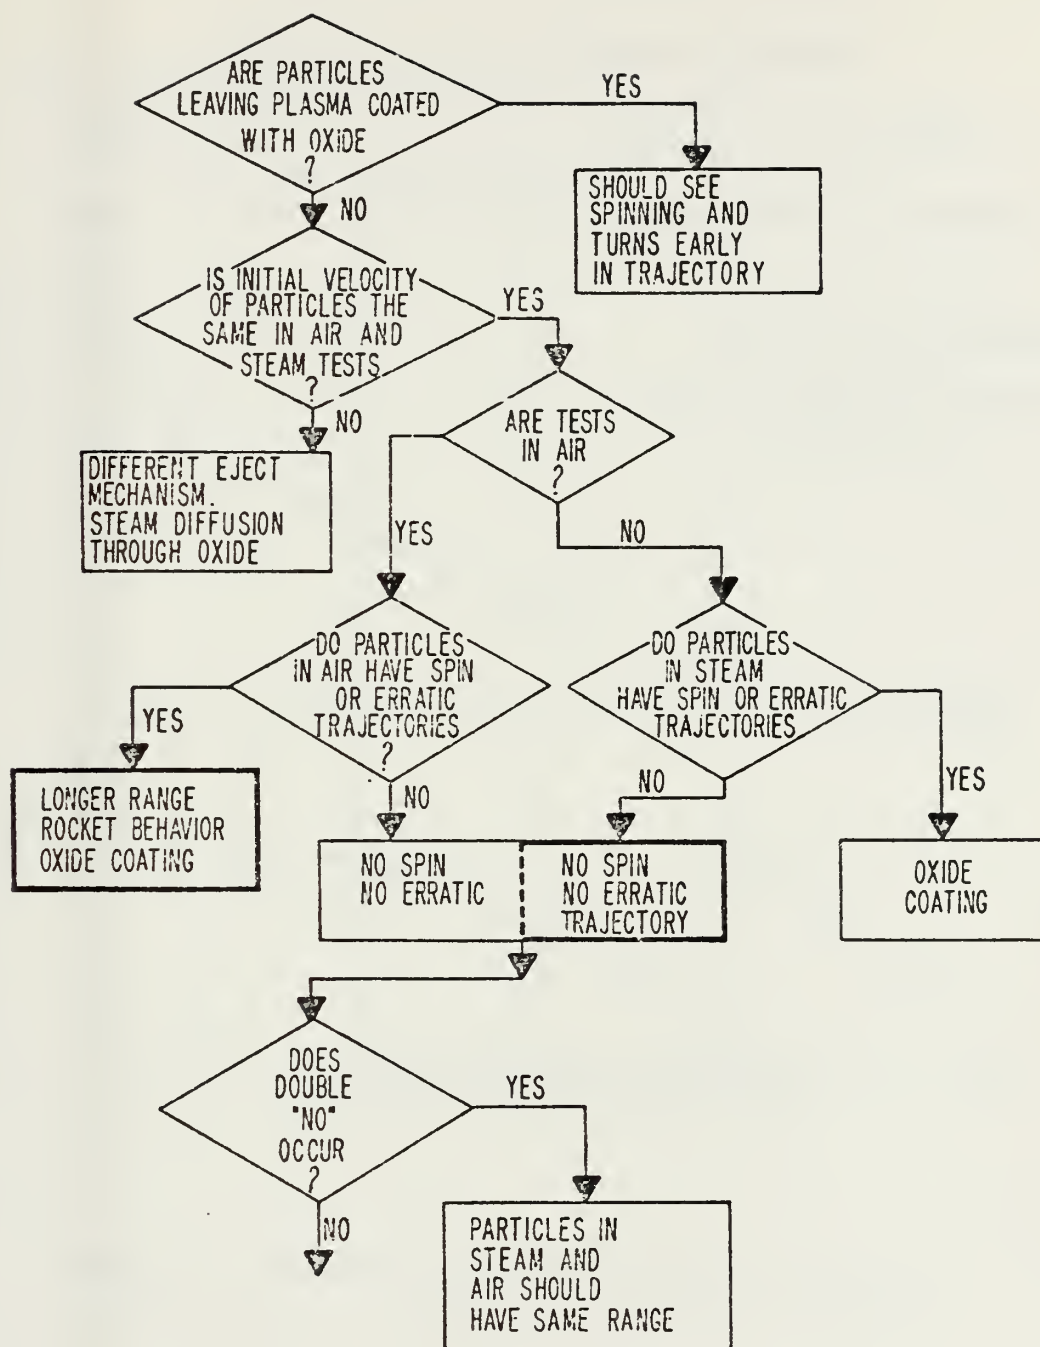 ARE PARTICLES
LEAVING PLASMA COATED
WITH OXIDE
?
YES
SHOULD SEE
SPINNING AND
TURNS EARLY
IN TRAJECTORY
NO
IS INITIAL VELOCITY
OF PARTICLES THE
SAME IN AIR AND
STEAM TESTS
?
YES
NO
DIFFERENT EJECT
MECHANISM.
STEAM DIFFUSION
THROUGH OXIDE
ARE TESTS
IN AIR
?
YES
NO
DO PARTICLES
IN AIR HAVE SPIN
OR ERRATIC
TRAJECTORIES
?
DO PARTICLES
IN STEAM
HAVE SPIN OR ERRATIC
TRAJECTORIES
YES
NO
NO
YES
LONGER RANGE
ROCKET BEHAVIOR
OXIDE COATING
NO SPIN
NO ERRATIC
NO SPIN
NO ERRATIC
TRAJECTORY
OXIDE
COATING
DOES
DOUBLE
"NO"
OCCUR
?
YES
NO
PARTICLES IN
STEAM AND
AIR SHOULD
HAVE SAME RANGE